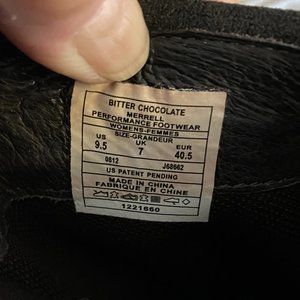 BITTER CHOCOLATE
MERRELL
PERFORMANCE FOOTWEAR
WOMENS-FEMMES
SIZE-GRANDEUR
US UK EUR
9.5 7 40.5
0812 J68662
US PATENT PENDING
MADE IN CHINA
FABRIQUE EN CHINE
1221660